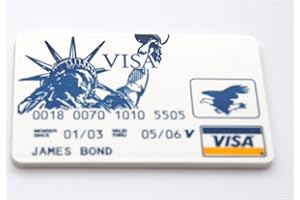 VISA
0018 0070 1010 5505
MEMBER SINCE 01/03 VALID THRU 05/06 V
VISA
JAMES BOND